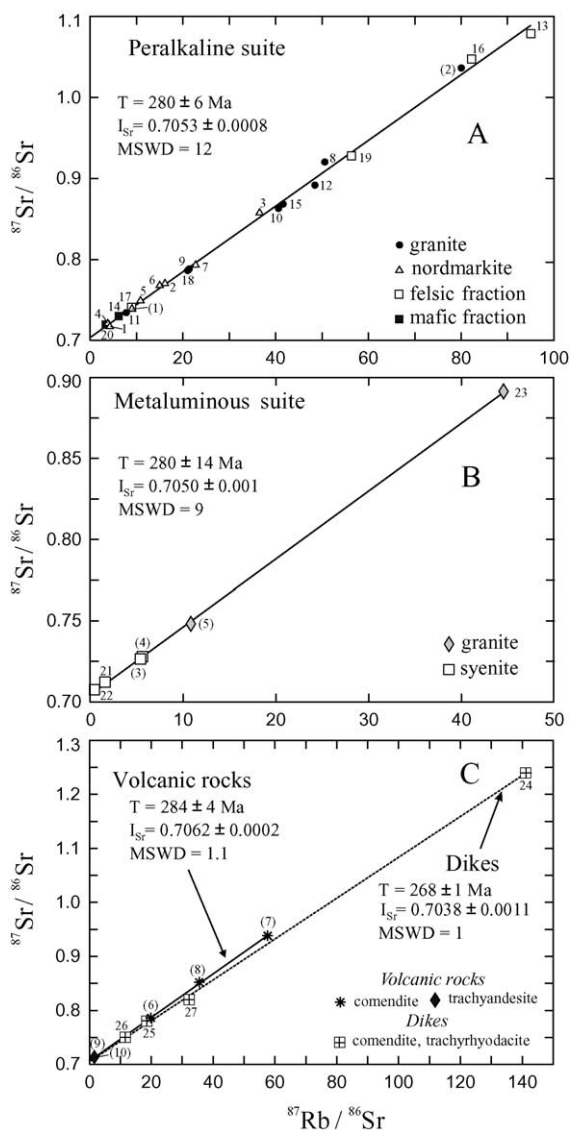 Peralkaline suite
T = 280 ± 6 Ma
I_Sr = 0.7053 ± 0.0008
MSWD = 12
A
13
16
(2)
19
8
12
15
10
3
9
7
18
6
2
5
17
(1)
14
11
4
1
20
granite
nordmarkite
felsic fraction
mafic fraction
1.1
1.0
0.9
0.8
0.7
⁸⁷Sr/⁸⁶Sr
0 20 40 60 80 100
Metaluminous suite
T = 280 ± 14 Ma
I_Sr = 0.7050 ± 0.001
MSWD = 9
B
23
(5)
(4)
(3)
21
22
granite
syenite
0.90
0.85
0.80
0.75
0.70
⁸⁷Sr/⁸⁶Sr
0 10 20 30 40 50
Volcanic rocks
T = 284 ± 4 Ma
I_Sr = 0.7062 ± 0.0002
MSWD = 1.1
C
24
Dikes
T = 268 ± 1 Ma
I_Sr = 0.7038 ± 0.0011
MSWD = 1
(7)
(8)
(6)
27
26
25
(9)
(10)
Volcanic rocks
comendite trachyandesite
Dikes
comendite, trachyrhyodacite
1.3
1.2
1.1
1.0
0.9
0.8
0.7
⁸⁷Sr/⁸⁶Sr
0 20 40 60 80 100 120 140
⁸⁷Rb/⁸⁶Sr